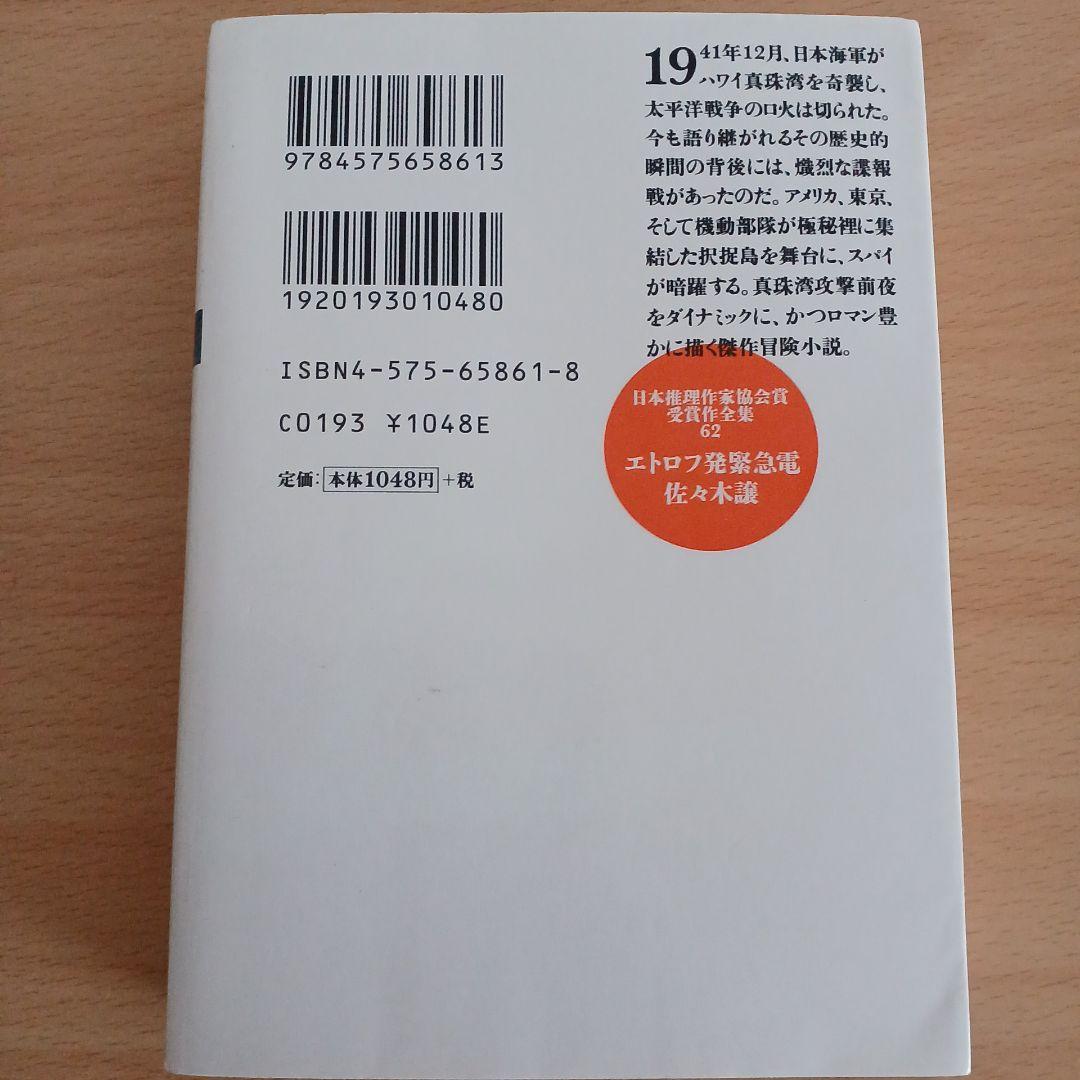 9784575658613
1920193010480
ISBN4-575-65861-8
C0193 ¥1048E
定価：本体1048円+税
1941年12月、日本海軍が
ハワイ真珠湾を奇襲し、
太平洋戦争の口火は切られた。
今も語り継がれるその歴史的
瞬間の背後には、熾烈な諜報
戦があったのだ。アメリカ、東京、
そして機動部隊が極秘裡に集
結した択捉島を舞台に、スパイ
が暗躍する。真珠湾攻撃前夜
をダイナミックに、かつロマン豊
かに描く傑作冒険小説。
日本推理作家協会賞
受賞作全集
62
エトロフ発緊急電
佐々木譲